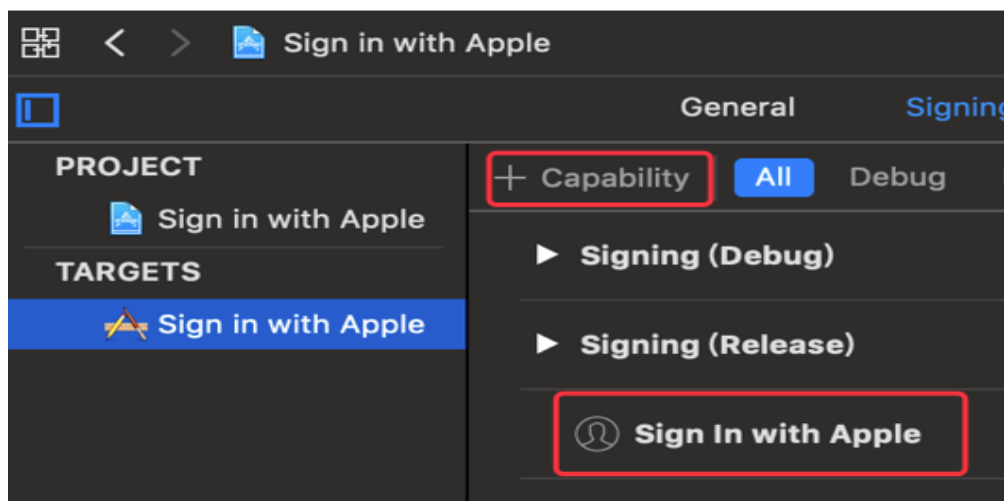 Sign in with Apple
General Signing
PROJECT
Sign in with Apple
TARGETS
Sign in with Apple
+ Capability All Debug
Signing (Debug)
Signing (Release)
Sign In with Apple